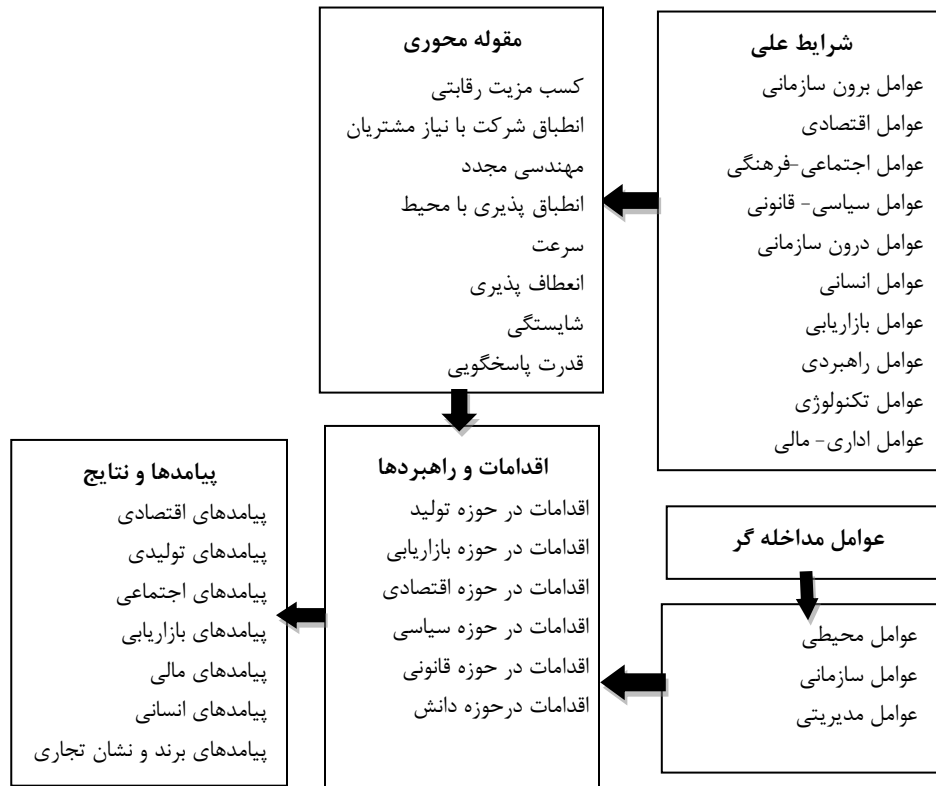 شرایط علی
عوامل برون سازمانی
عوامل اقتصادی
عوامل اجتماعی-فرهنگی
عوامل سیاسی- قانونی
عوامل درون سازمانی
عوامل انسانی
عوامل بازاریابی
عوامل راهبردی
عوامل تکنولوژی
عوامل اداری- مالی
مقوله محوری
کسب مزیت رقابتی
انطباق شرکت با نیاز مشتریان
مهندسی مجدد
انطباق پذیری با محیط
سرعت
انعطاف پذیری
شایستگی
قدرت پاسخگویی
عوامل مداخله گر
عوامل محیطی
عوامل سازمانی
عوامل مدیریتی
اقدامات و راهبردها
اقدامات در حوزه تولید
اقدامات در حوزه بازاریابی
اقدامات در حوزه اقتصادی
اقدامات در حوزه سیاسی
اقدامات در حوزه قانونی
اقدامات درحوزه دانش
پیامدها و نتایج
پیامدهای اقتصادی
پیامدهای تولیدی
پیامدهای اجتماعی
پیامدهای بازاریابی
پیامدهای مالی
پیامدهای انسانی
پیامدهای برند و نشان تجاری